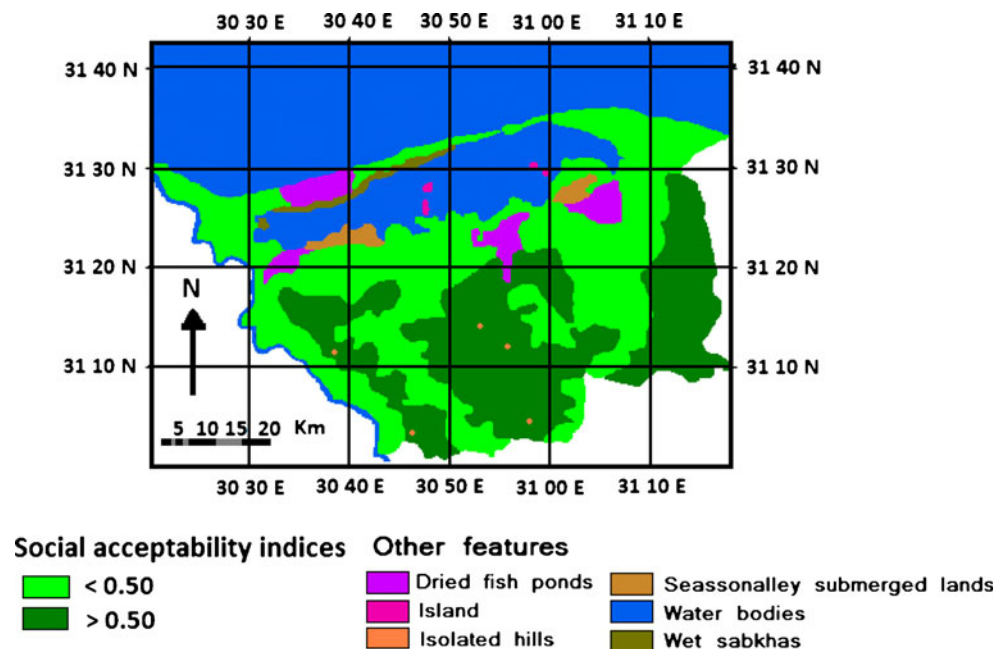 30 30 E 30 40 E 30 50 E 31 00 E 31 10 E
31 40 N 31 40 N
31 30 N 31 30 N
31 20 N 31 20 N
N
31 10 N 31 10 N
5 10 15 20 Km
30 30 E 30 40 E 30 50 E 31 00 E 31 10 E
Social acceptability indices
< 0.50
> 0.50
Other features
Dried fish ponds
Island
Isolated hills
Seassonalley submerged lands
Water bodies
Wet sabkhas